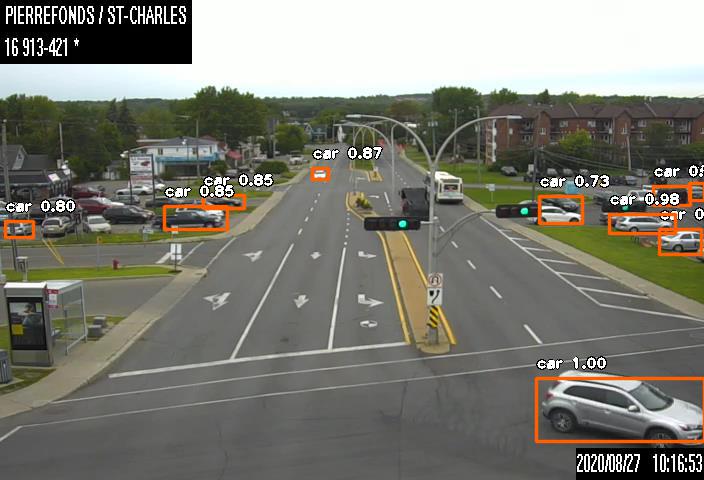 PIERREFONDS / ST-CHARLES
16 913-421 *
car 0.87
car 0.85
car 0.85
car 0.73
car 0.80
car 0.98
car 1.00
2020/08/27 10:16:53